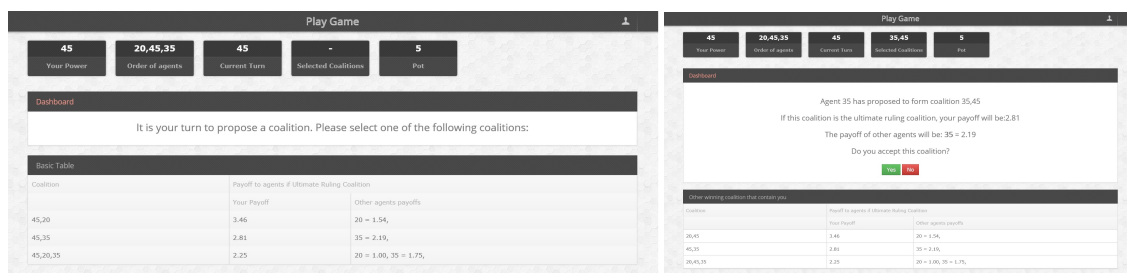 Play Game
45 20,45,35 45 - 5
Your Power Order of agents Current Turn Selected Coalitions Pot
Dashboard
It is your turn to propose a coalition. Please select one of the following coalitions:
Basic Table
Coalition Payoff to agents if Ultimate Ruling Coalition
Your Payoff Other agents payoffs
45,20 3.46 20 = 1.54,
45,35 2.81 35 = 2.19,
45,20,35 2.25 20 = 1.00, 35 = 1.75,
Play Game
45 20,45,35 45 35,45 5
Your Power Order of agents Current Turn Selected Coalitions Pot
Dashboard
Agent 35 has proposed to form coalition 35,45
If this coalition is the ultimate ruling coalition, your payoff will be:2.81
The payoff of other agents will be: 35 = 2.19
Do you accept this coalition?
Yes No
Other winning coalition that contain you
Coalition Payoff to agents if Ultimate Ruling Coalition
Your Payoff Other agents payoffs
20,45 3.46 20 = 1.54,
45,35 2.81 35 = 2.19,
20,45,35 2.25 20 = 1.00, 35 = 1.75,